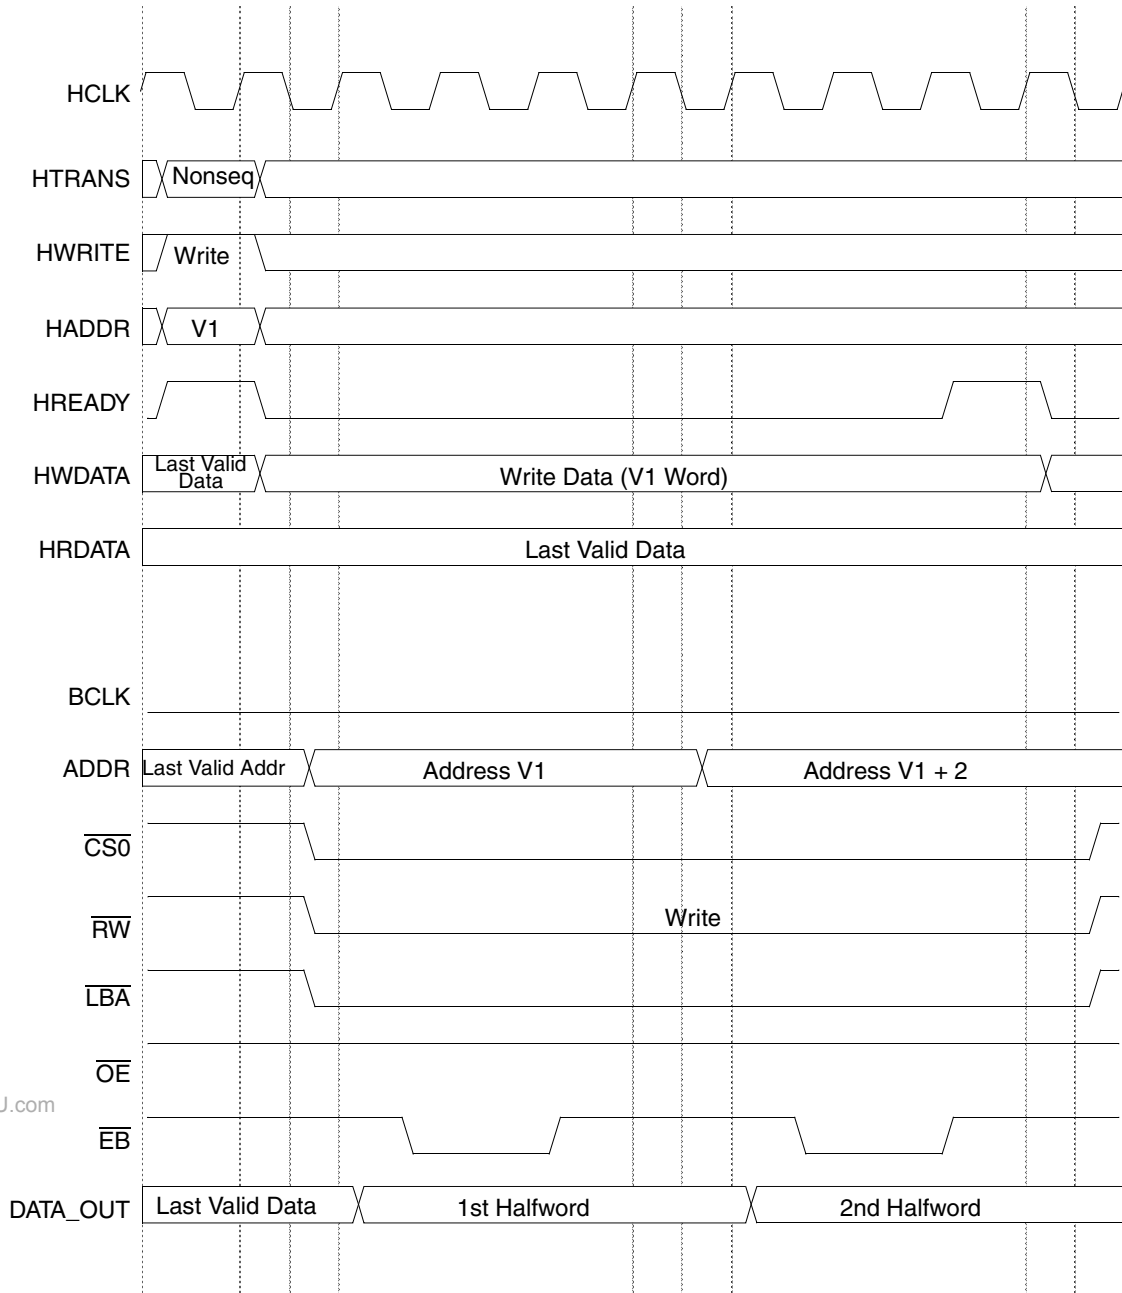 HCLK
HTRANS Nonseq
HWRITE Write
HADDR V1
HREADY
HWDATA Last Valid Data Write Data (V1 Word)
HRDATA Last Valid Data
BCLK
ADDR Last Valid Addr Address V1 Address V1 + 2
CS0
RW Write
LBA
OE
J.com
EB
DATA_OUT Last Valid Data 1st Halfword 2nd Halfword